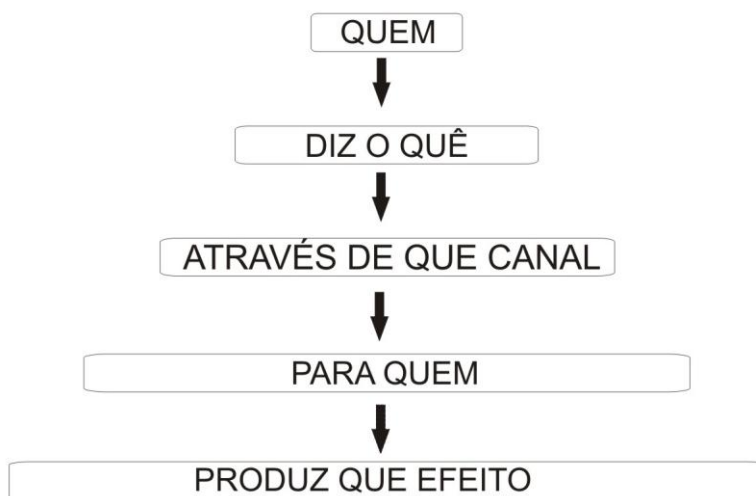 QUEM
DIZ O QUÊ
ATRAVÉS DE QUE CANAL
PARA QUEM
PRODUZ QUE EFEITO